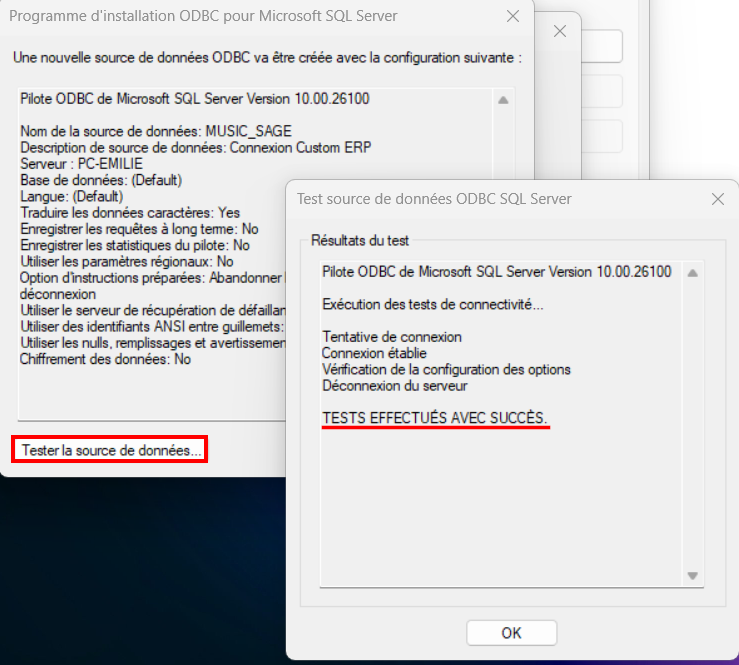 Programme d'installation ODBC pour Microsoft SQL Server
Une nouvelle source de données ODBC va être créée avec la configuration suivante :
Pilote ODBC de Microsoft SQL Server Version 10.00.26100
Nom de la source de données: MUSIC_SAGE
Description de source de données: Connexion Custom ERP
Serveur : PC-EMILIE
Base de données: (Default)
Langue: (Default)
Traduire les données caractères: Yes
Enregistrer les requêtes à long terme: No
Enregistrer les statistiques du pilote: No
Utiliser les paramètres régionaux: No
Option d'instructions préparées: Abandonner
déconnexion
Utiliser le serveur de récupération de
Utiliser des identifiants ANSI entre guillemets:
Utiliser les nulls, remplissages et
Chiffrement des données: No
Tester la source de données...
Test source de données ODBC SQL Server
Résultats du test
Pilote ODBC de Microsoft SQL Server Version 10.00.26100
Exécution des tests de connectivité...
Tentative de connexion
Connexion établie
Vérification de la configuration des options
Déconnexion du serveur
TESTS EFFECTUÉS AVEC SUCCÈS.
OK